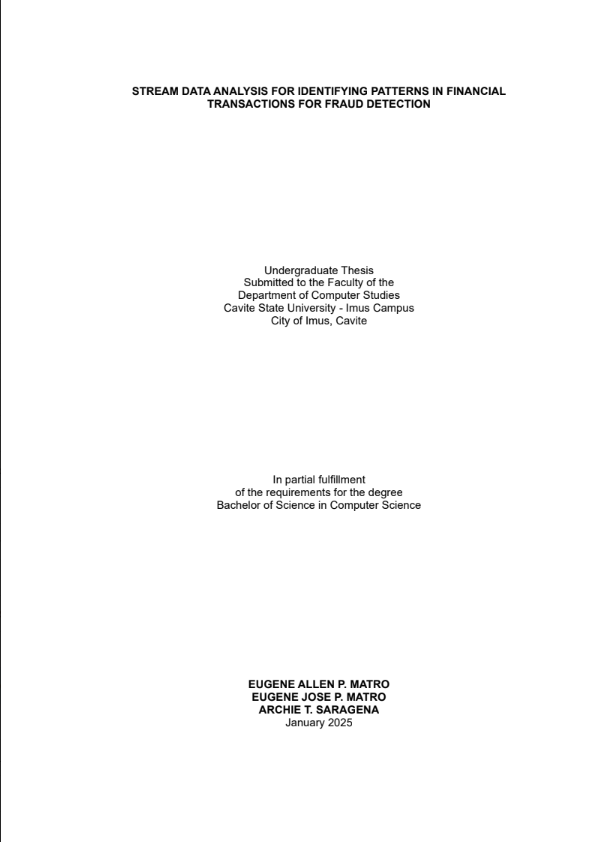 STREAM DATA ANALYSIS FOR IDENTIFYING PATTERNS IN FINANCIAL
TRANSACTIONS FOR FRAUD DETECTION
Undergraduate Thesis
Submitted to the Faculty of the
Department of Computer Studies
Cavite State University - Imus Campus
City of Imus, Cavite
In partial fulfillment
of the requirements for the degree
Bachelor of Science in Computer Science
EUGENE ALLEN P. MATRO
EUGENE JOSE P. MATRO
ARCHIE T. SARAGENA
January 2025